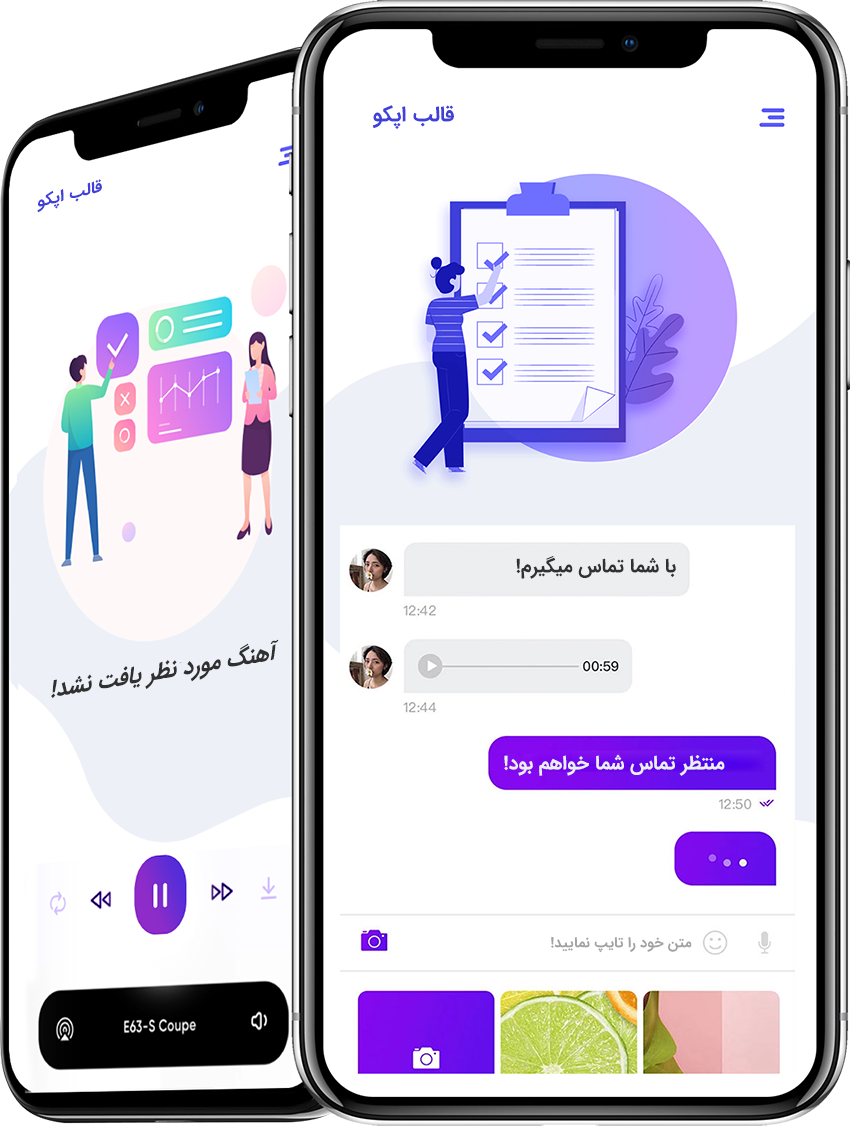 قالب اپکو
آهنگ مورد نظر یافت نشد!
E63-S Coupe
قالب اپکو
با شما تماس میگیرم!
12:42
00:59
12:44
منتظر تماس شما خواهم بود!
12:50
متن خود را تایپ نمایید!